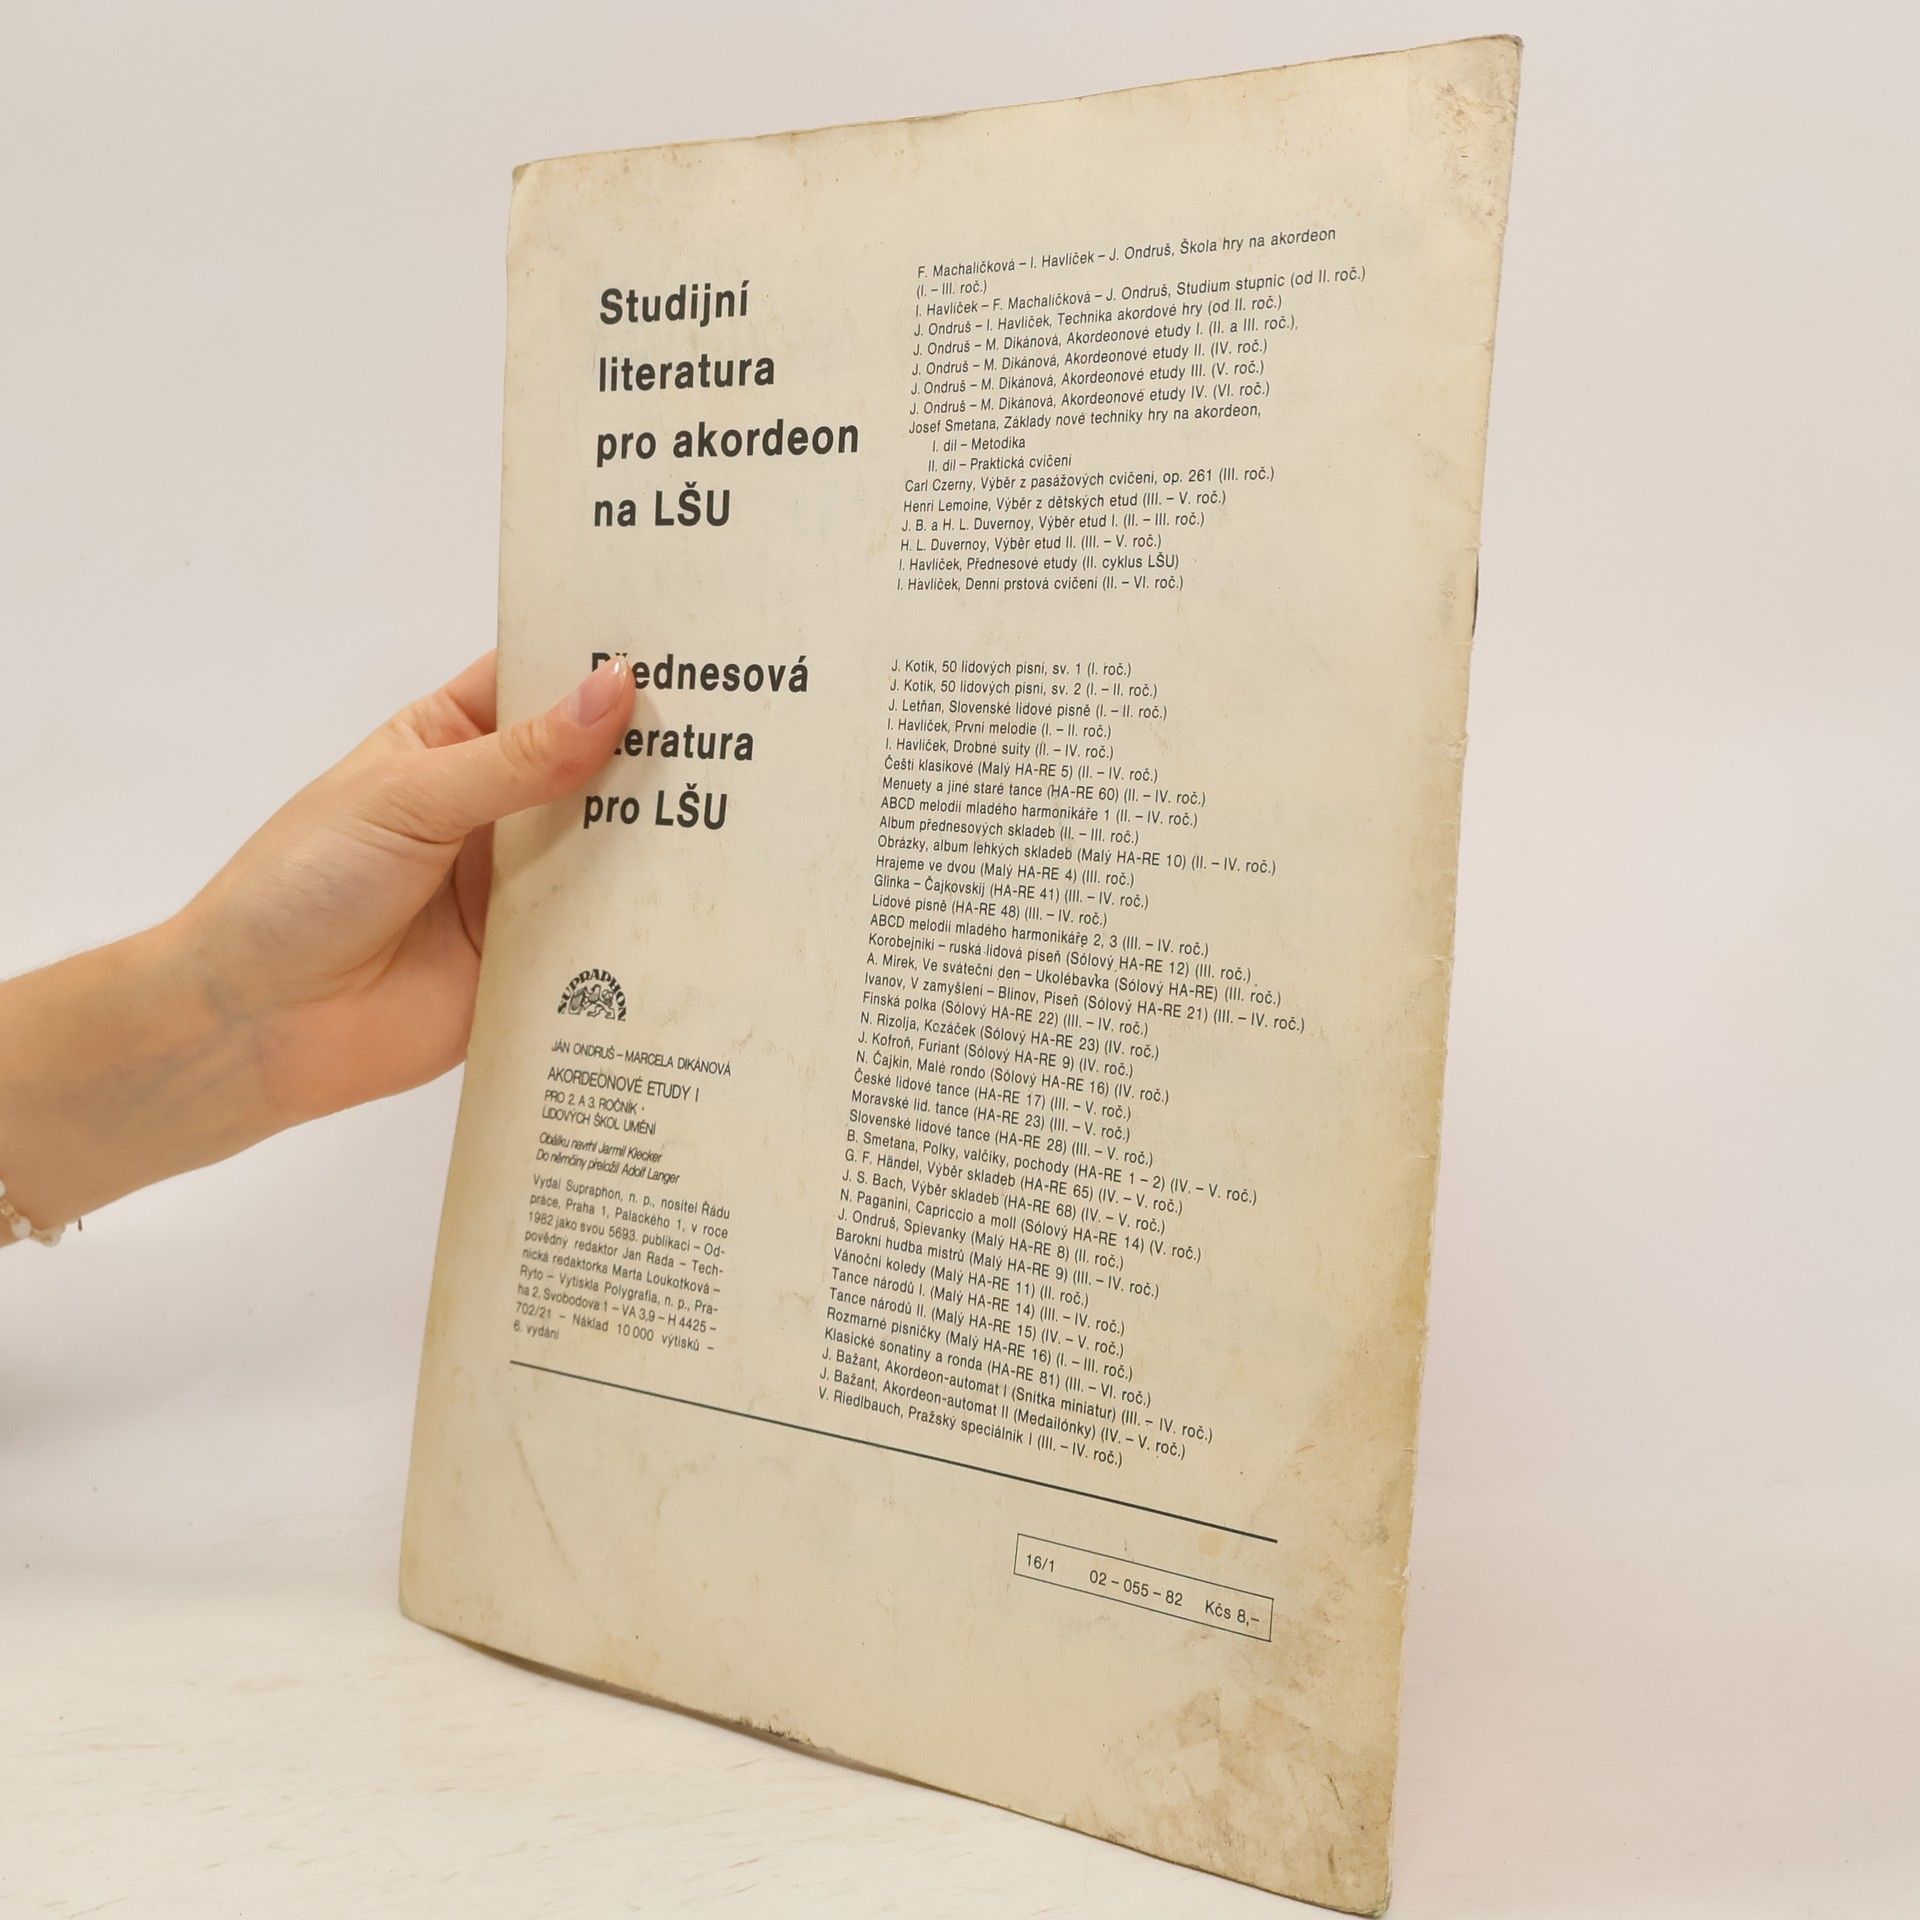 Studijní
literatura
pro akordeon
na LŠU
F. Machalíčková – I. Havlíček – J. Ondruš, Škola hry na akordeon
(I. – III. roč.)
I. Havlíček – F. Machalíčková – J. Ondruš, Studium stupnic (od II. roč.)
J. Ondruš – I. Havlíček, Technika akordové hry (od II. roč.)
J. Ondruš – M. Dikánová, Akordeonové etudy I. (II. a III. roč.),
J. Ondruš – M. Dikánová, Akordeonové etudy II. (IV. roč.)
J. Ondruš – M. Dikánová, Akordeonové etudy III. (V. roč.)
J. Ondruš – M. Dikánová, Akordeonové etudy IV. (VI. roč.)
Josef Smetana, Základy nové techniky hry na akordeon,
I. díl – Metodika
II. díl – Praktická cvičení
Carl Czerny, Výběr z pasážových cvičení, op. 261 (III. roč.)
Henri Lemoine, Výběr z dětských etud (III. – V. roč.)
J. B. a H. L. Duvernoy, Výběr etud I. (II. – III. roč.)
H. L. Duvernoy, Výběr etud II. (III. – V. roč.)
I. Havlíček, Přednesové etudy (II. cyklus LŠU)
I. Havlíček, Denní prstová cvičení (II. – VI. roč.)
Přednesová
literatura
pro LŠU
J. Kotík, 50 lidových písní, sv. 1 (I. roč.)
J. Kotík, 50 lidových písní, sv. 2 (I. – II. roč.)
J. Letňan, Slovenské lidové písně (I. – II. roč.)
I. Havlíček, První melodie (I. – II. roč.)
I. Havlíček, Drobné suity (II. – IV. roč.)
Čeští klasikové (Malý HA-RE 5) (II. – IV. roč.)
Menuety a jiné staré tance (HA-RE 60) (II. – IV. roč.)
ABCD melodií mladého harmonikáře 1 (II. – IV. roč.)
Album přednesových skladeb (II. – III. roč.)
Obrázky, album lehkých skladeb (Malý HA-RE 10) (II. – IV. roč.)
Hrajeme ve dvou (Malý HA-RE 4) (III. roč.)
Glinka – Čajkovskij (HA-RE 41) (III. – IV. roč.)
Lidové písně (HA-RE 48) (III. – IV. roč.)
ABCD melodií mladého harmonikáře 2, 3 (III. – IV. roč.)
Korobejniki – ruská lidová píseň (Sólový HA-RE 12) (III. roč.)
A. Mirek, Ve sváteční den – Ukolébavka (Sólový HA-RE) (III. roč.)
Ivanov, V zamyšlení – Blinov, Píseň (Sólový HA-RE 21) (III. – IV. roč.)
Finská polka (Sólový HA-RE 22) (III. – IV. roč.)
N. Rizolja, Kozáček (Sólový HA-RE 23) (IV. roč.)
J. Kofroň, Furiant (Sólový HA-RE 9) (IV. roč.)
N. Čajkin, Malé rondo (Sólový HA-RE 16) (IV. roč.)
České lidové tance (HA-RE 17) (III. – V. roč.)
Moravské lid. tance (HA-RE 23) (III. – V. roč.)
Slovenské lidové tance (HA-RE 28) (III. – V. roč.)
B. Smetana, Polky, valčíky, pochody (HA-RE 1 – 2) (IV. – V. roč.)
G. F. Händel, Výběr skladeb (HA-RE 65) (IV. – V. roč.)
J. S. Bach, Výběr skladeb (HA-RE 68) (IV. – V. roč.)
N. Paganini, Capriccio a moll (Sólový HA-RE 14) (V. roč.)
J. Ondruš, Spievanky (Malý HA-RE 8) (II. roč.)
Barokní hudba mistrů (Malý HA-RE 9) (III. – IV. roč.)
Vánoční koledy (Malý HA-RE 11) (II. roč.)
Tance národů I. (Malý HA-RE 14) (III. – IV. roč.)
Tance národů II. (Malý HA-RE 15) (IV. – V. roč.)
Rozmarné písničky (Malý HA-RE 16) (I. – III. roč.)
Klasické sonatiny a ronda (HA-RE 81) (III. – VI. roč.)
J. Bažant, Akordeon-automat I (Snítka miniatur) (III. – IV. roč.)
J. Bažant, Akordeon-automat II (Medailónky) (IV. – V. roč.)
V. Riedlbauch, Pražský speciálník I (III. – IV. roč.)
SUPRAPHON
JÁN ONDRUŠ – MARCELA DIKÁNOVÁ
AKORDEONOVÉ ETUDY I
PRO 2. A 3. ROČNÍK
LIDOVÝCH ŠKOL UMĚNÍ
Obálku navrhl Jarmil Klecker
Do němčiny přeložil Adolf Langer
Vydal Supraphon, n. p., nositel Řádu
práce, Praha 1, Palackého 1, v roce
1982 jako svou 5693. publikaci – Od-
povědný redaktor Jan Rada – Tech-
nická redaktorka Marta Loukotková –
Ryto – Vytiskla Polygrafia, n. p., Pra-
ha 2, Svobodova 1 – VA 3,9 – H 4425 –
702/21 – Náklad 10 000 výtisků –
6. vydání
16/1 02 – 055 – 82 Kčs 8,–